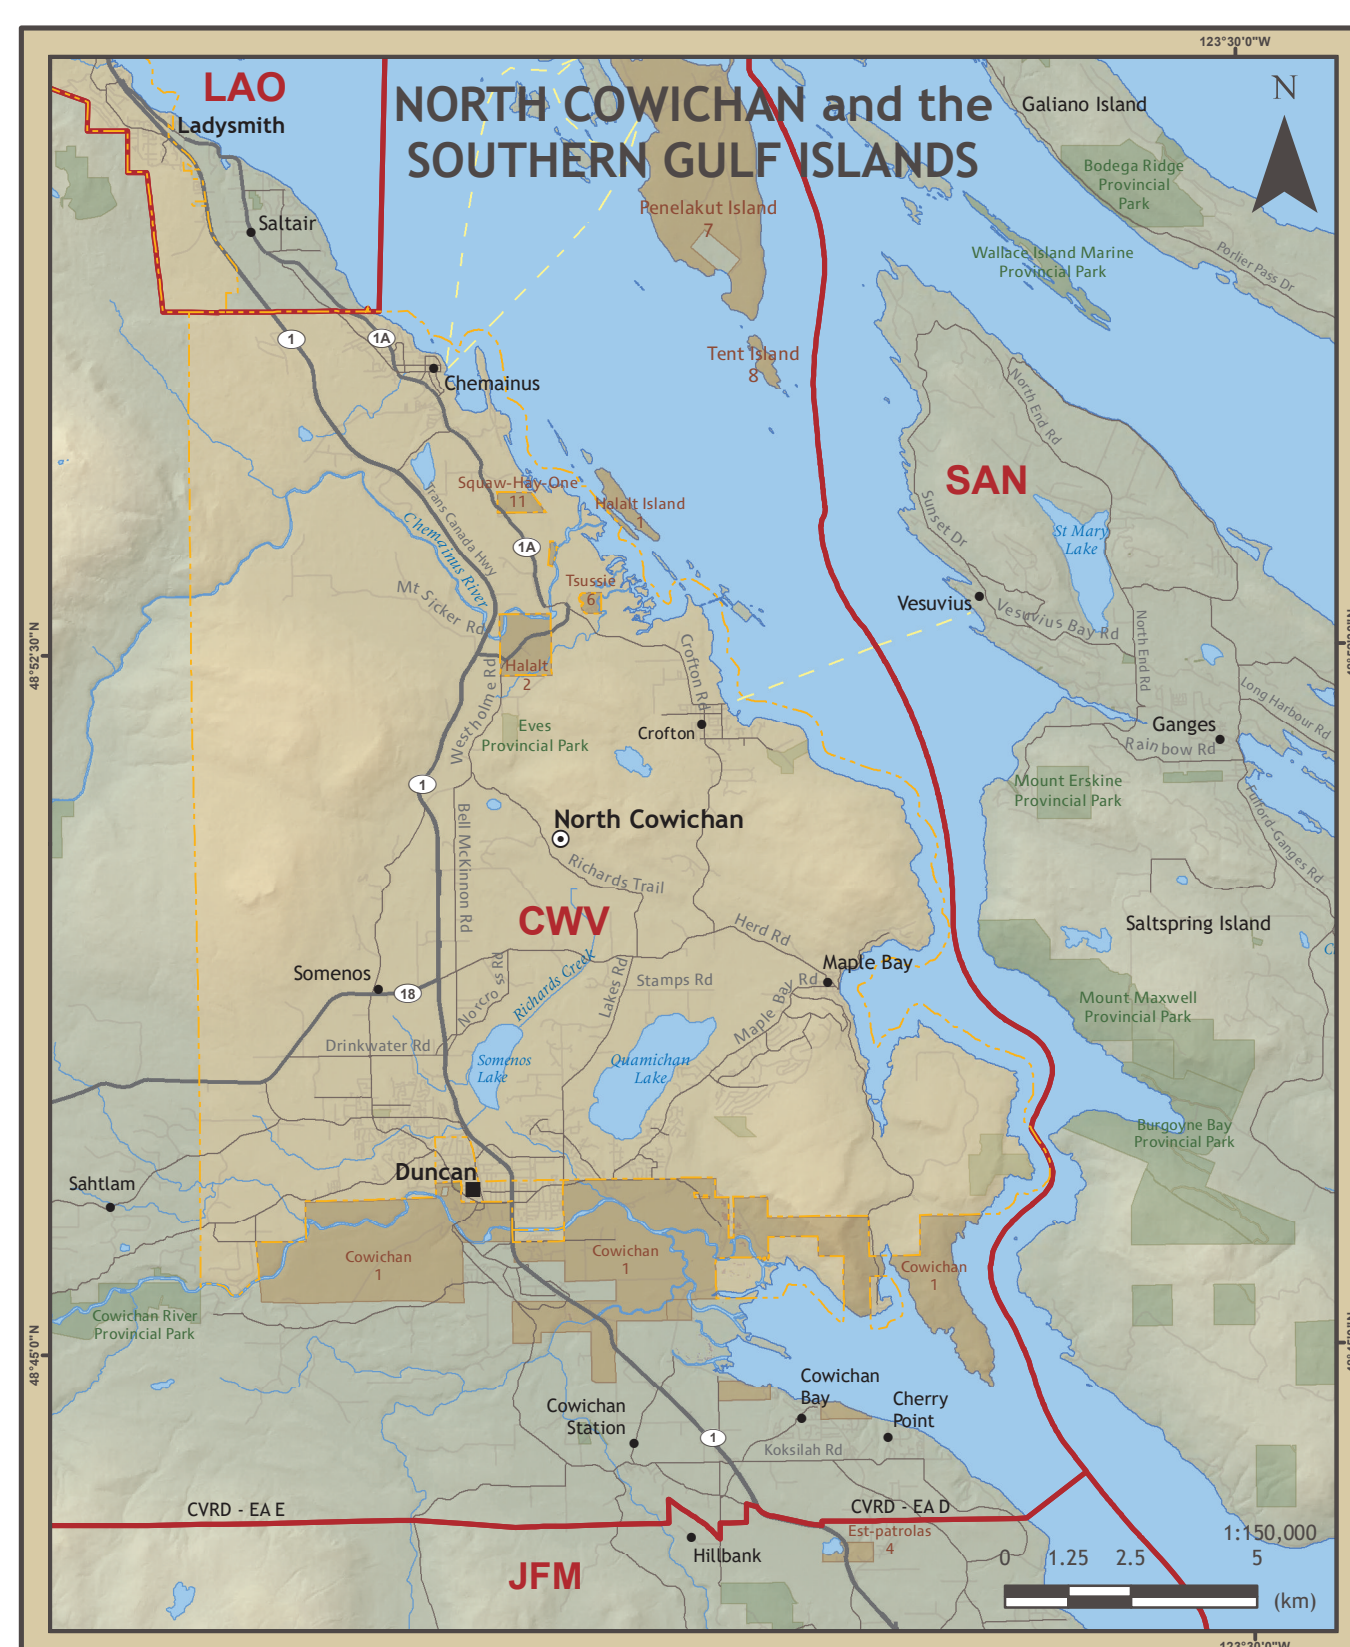 123°30'0"W
LAO
NORTH COWICHAN and the
SOUTHERN GULF ISLANDS
N
Galiano Island
Ladysmith
Bodega Ridge
Provincial
Park
Penelakut Island
7
Saltair
Wallace Island Marine
Provincial Park
Porlier Pass Dr
1
1A
Tent Island
8
Chemainus
North End Rd
SAN
Squaw-Hay-One
11
Halalt Island
1
Trans Canada Hwy
Chemainus River
Sunset Dr
St Mary
Lake
1A
Tsussie
6
Mt Sicker Rd
Vesuvius
Vesuvius Bay Rd
48°52'30"N
Halalt
2
Westholme Rd
Crofton Rd
North End Rd
Long Harbour Rd
Eves
Provincial Park
Crofton
Ganges
Rainbow Rd
1
Mount Erskine
Provincial Park
Bell McKinnon Rd
North Cowichan
Fulford-Ganges Rd
Richards Trail
CWV
Herd Rd
Saltspring Island
C
Somenos
18
Norcross Rd
Richards Creek
Lakes Rd
Stamps Rd
Maple Bay
Maple Bay Rd
Mount Maxwell
Provincial Park
Drinkwater Rd
Somenos
Lake
Quamichan
Lake
Burgoyne Bay
Provincial Park
Duncan
Sahtlam
Cowichan
1
Cowichan
1
Cowichan
1
Cowichan River
Provincial Park
48°45'0"N
Cowichan
Bay
Cherry
Point
Cowichan
Station
1
Koksilah Rd
CVRD - EA E
CVRD - EA D
Est-patrolas
4
Hillbank
JFM
1:150,000
0 1.25 2.5 5
(km)
123°30'0"W